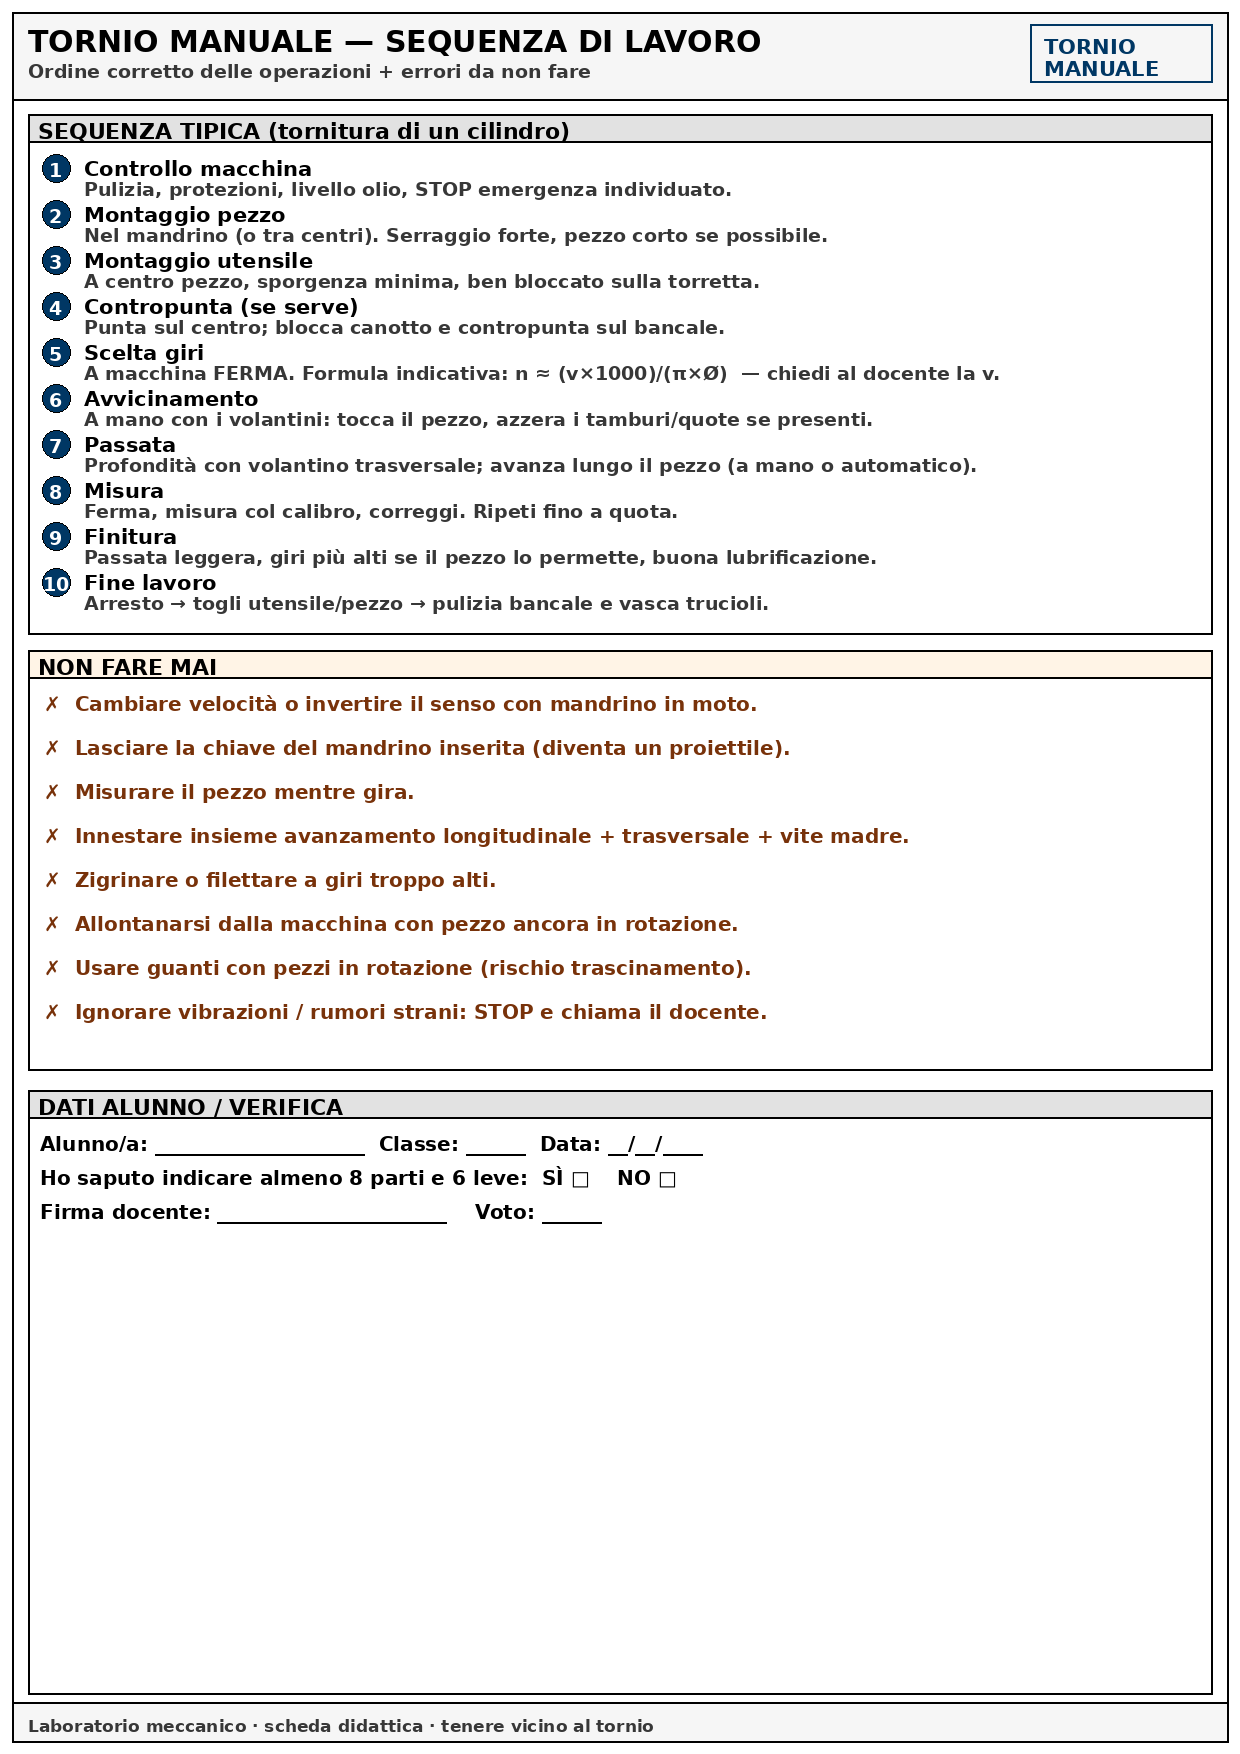 TORNIO MANUALE — SEQUENZA DI LAVORO
Ordine corretto delle operazioni + errori da non fare
TORNIO
MANUALE
SEQUENZA TIPICA (tornitura di un cilindro)
1 Controllo macchina
Pulizia, protezioni, livello olio, STOP emergenza individuato.
2 Montaggio pezzo
Nel mandrino (o tra centri). Serraggio forte, pezzo corto se possibile.
3 Montaggio utensile
A centro pezzo, sporgenza minima, ben bloccato sulla torretta.
4 Contropunta (se serve)
Punta sul centro; blocca canotto e contropunta sul bancale.
5 Scelta giri
A macchina FERMA. Formula indicativa: n ≈ (v×1000)/(π×Ø) — chiedi al docente la v.
6 Avvicinamento
A mano con i volantini: tocca il pezzo, azzera i tamburi/quote se presenti.
7 Passata
Profondità con volantino trasversale; avanza lungo il pezzo (a mano o automatico).
8 Misura
Ferma, misura col calibro, correggi. Ripeti fino a quota.
9 Finitura
Passata leggera, giri più alti se il pezzo lo permette, buona lubrificazione.
10 Fine lavoro
Arresto → togli utensile/pezzo → pulizia bancale e vasca trucioli.
NON FARE MAI
✗ Cambiare velocità o invertire il senso con mandrino in moto.
✗ Lasciare la chiave del mandrino inserita (diventa un proiettile).
✗ Misurare il pezzo mentre gira.
✗ Innestare insieme avanzamento longitudinale + trasversale + vite madre.
✗ Zigrinare o filettare a giri troppo alti.
✗ Allontanarsi dalla macchina con pezzo ancora in rotazione.
✗ Usare guanti con pezzi in rotazione (rischio trascinamento).
✗ Ignorare vibrazioni / rumori strani: STOP e chiama il docente.
DATI ALUNNO / VERIFICA
Alunno/a: _____________________ Classe: ______ Data: __/__/____
Ho saputo indicare almeno 8 parti e 6 leve: SÌ □ NO □
Firma docente: _______________________ Voto: ______
Laboratorio meccanico · scheda didattica · tenere vicino al tornio